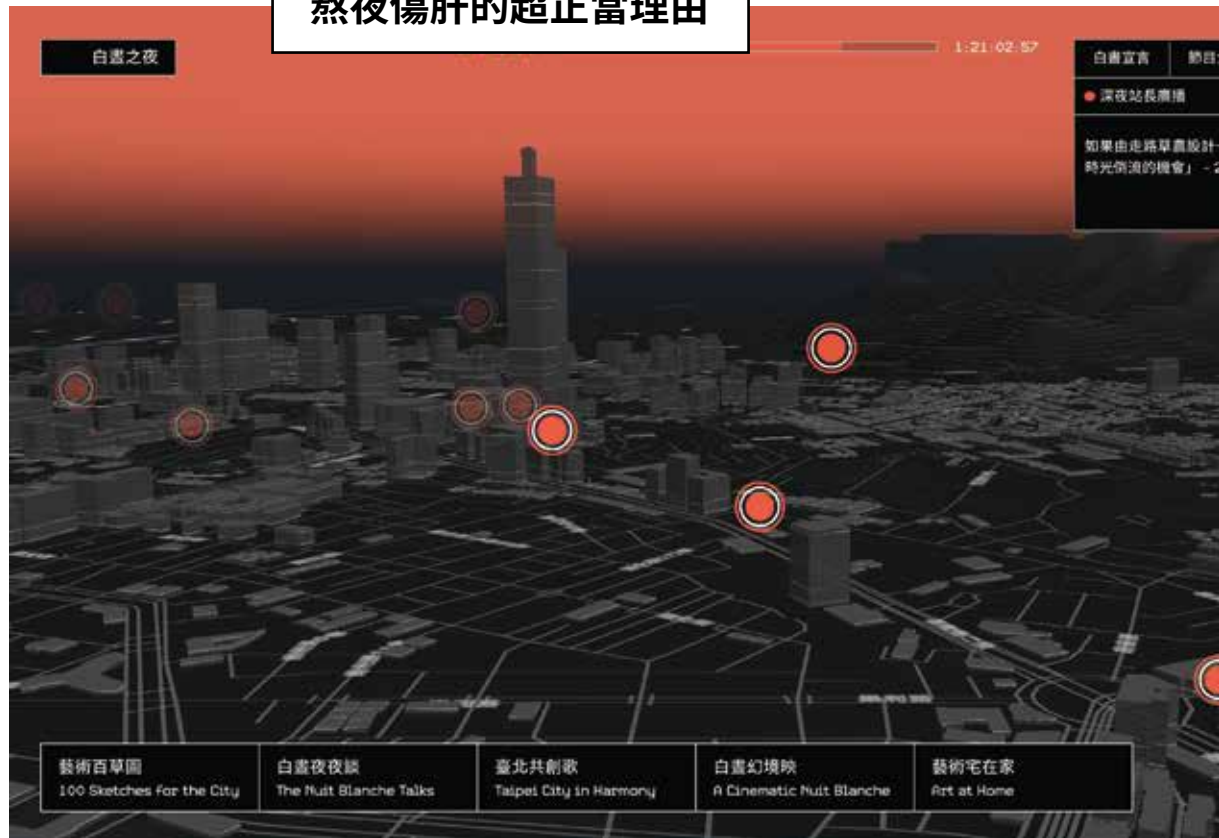 熬夜傷肝的超正當理由
白晝之夜
1:21:02:57
白晝宣言
節目
深夜站長廣播
如果由走路草農設計
時光倒流的機會」 - 2
藝術百草圖
100 Sketches for the City
白晝夜夜談
The Nuit Blanche Talks
臺北共創歌
Taipei City in Harmony
白晝幻境映
A Cinematic Nuit Blanche
藝術宅在家
Art at Home